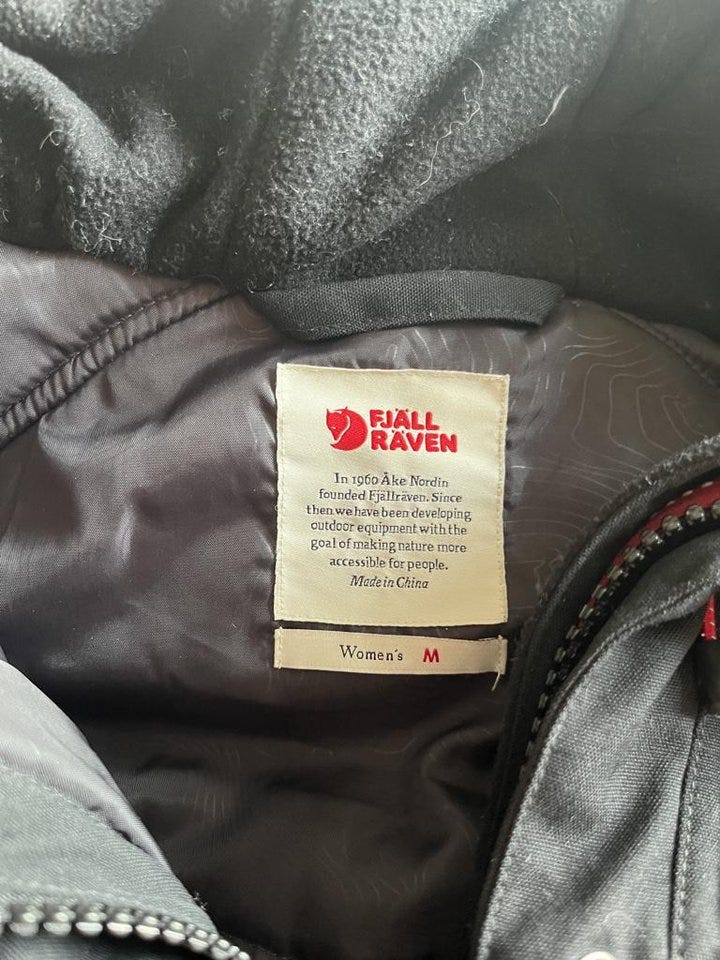 FJÄLL
RÄVEN
In 1960 Åke Nordin
founded Fjällräven. Since
then we have been developing
outdoor equipment with the
goal of making nature more
accessible for people.
Made in China
Women's M